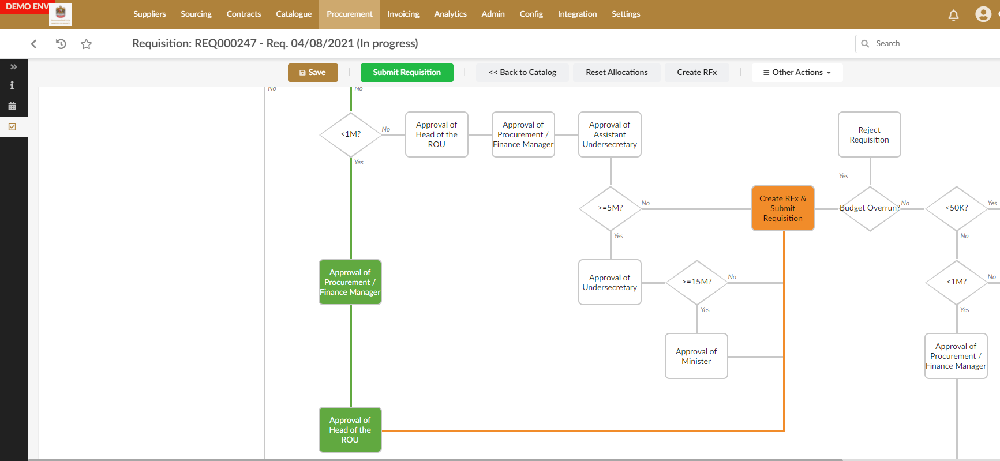 DEMO ENV
Suppliers
Sourcing
Contracts
Catalogue
Procurement
Invoicing
Analytics
Admin
Config
Integration
Settings
Requisition: REQ000247 - Req. 04/08/2021 (In progress)
Search
Save
Submit Requisition
<< Back to Catalog
Reset Allocations
Create RFx
Other Actions
No
No
<1M?
No
Yes
Approval of
Head of the
ROU
Approval of
Procurement /
Finance Manager
Approval of
Assistant
Undersecretary
Reject
Requisition
Yes
>=5M?
No
Yes
Create RFx &
Submit
Requisition
Budget Overrun?
No
<50K?
Yes
No
Approval of
Procurement /
Finance Manager
Approval of
Undersecretary
>=15M?
No
Yes
<1M?
No
Yes
Approval of
Minister
Approval of
Procurement /
Finance Manager
Approval of
Head of the
ROU